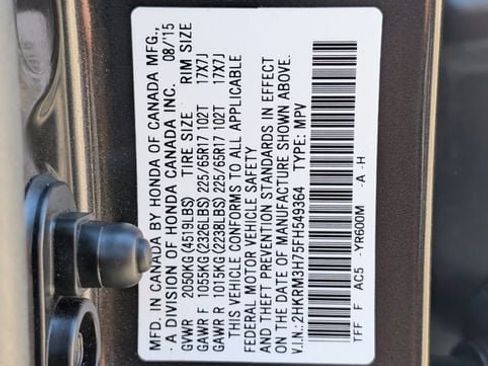 MFD. IN CANADA BY HONDA OF CANADA MFG.,
- A DIVISION OF HONDA CANADA INC. 08/15
GVWR 2050KG (4519LBS) TIRE SIZE RIM SIZE
GAWR F 1055KG (2326LBS) 225/65R17 102T 17X7J
GAWR R 1015KG (2238LBS) 225/65R17 102T 17X7J
THIS VEHICLE CONFORMS TO ALL APPLICABLE
FEDERAL MOTOR VEHICLE SAFETY
AND THEFT PREVENTION STANDARDS IN EFFECT
ON THE DATE OF MANUFACTURE SHOWN ABOVE.
V.I.N.: 2HKRM3H75FH549364 TYPE: MPV
TFF F AC5 -YR600M -A-H